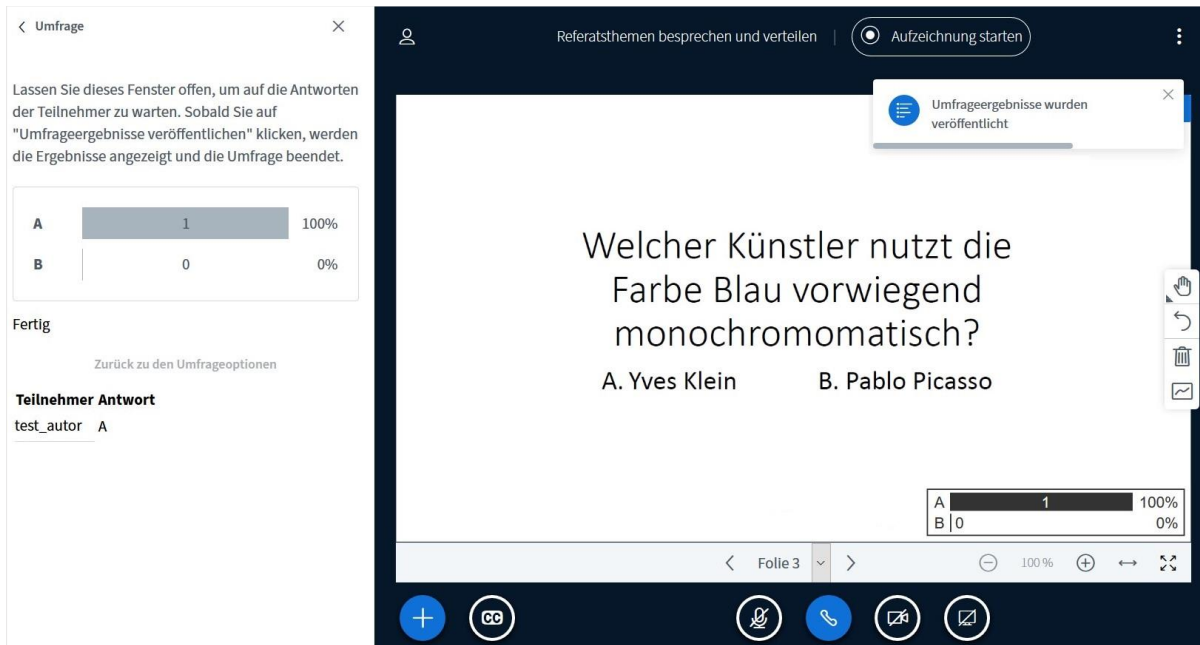 Umfrage
Lassen Sie dieses Fenster offen, um auf die Antworten
der Teilnehmer zu warten. Sobald Sie auf
"Umfrageergebnisse veröffentlichen" klicken, werden
die Ergebnisse angezeigt und die Umfrage beendet.
A 1 100%
B 0 0%
Fertig
Zurück zu den Umfrageoptionen
Teilnehmer Antwort
test_autor A
Referatsthemen besprechen und verteilen | Aufzeichnung starten
Umfrageergebnisse wurden
veröffentlicht
Welcher Künstler nutzt die
Farbe Blau vorwiegend
monochromomatisch?
A. Yves Klein B. Pablo Picasso
A 1 100%
B 0 0%
Folie 3 100 %
CC